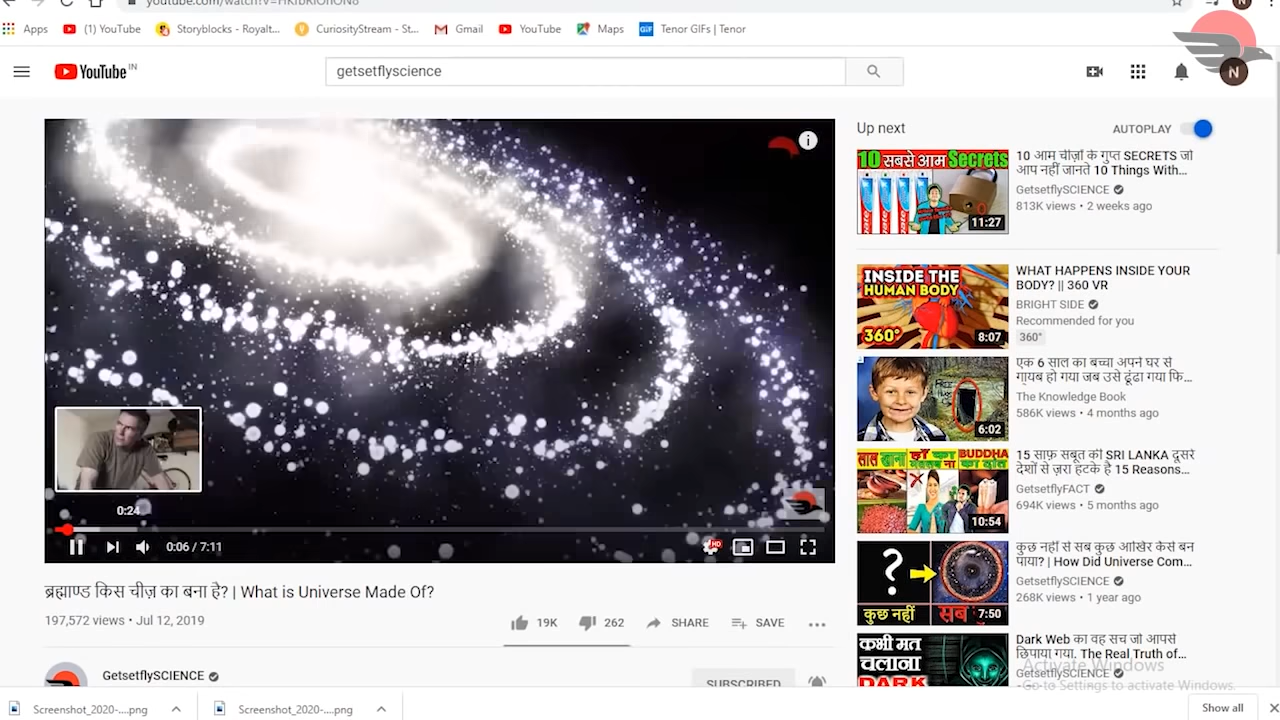 Apps (1) YouTube Storyblocks - Royalt... CuriosityStream - St... Gmail YouTube Maps GIF Tenor GIFs | Tenor
YouTube IN
getsetflyscience
N
Up next
AUTOPLAY
10 सबसे आम Secrets
11:27
10 आम चीज़ों के गुप्त SECRETS जो
आप नहीं जानते 10 Things With...
GetsetflySCIENCE
813K views • 2 weeks ago
INSIDE THE
HUMAN BODY
360°
8:07
WHAT HAPPENS INSIDE YOUR
BODY? || 360 VR
BRIGHT SIDE
Recommended for you
360°
6:02
एक 6 साल का बच्चा अपने घर से
गायब हो गया जब उसे ढूंढा गया फि...
The Knowledge Book
586K views • 4 months ago
लाल खाना हाँ का मतलब ना BUDDHA का दांत
10:54
15 साफ़ सबूत की SRI LANKA दूसरे
देशों से ज़रा हटके है 15 Reasons...
GetsetflyFACT
694K views • 5 months ago
?
कुछ नहीं
सब
7:50
कुछ नहीं से सब कुछ आखिर कैसे बन
पाया? | How Did Universe Com...
GetsetflySCIENCE
268K views • 1 year ago
कभी मत
चलाना
DARK
Dark Web का वह सच जो आपसे
छिपाया गया. The Real Truth of...
GetsetflySCIENCE
0:24
0:06 / 7:11
HD
ब्रह्माण्ड किस चीज़ का बना है? | What is Universe Made Of?
197,572 views • Jul 12, 2019
19K 262 SHARE SAVE
GetsetflySCIENCE
SUBSCRIBED
Activate Windows
Go to Settings to activate Windows.
Screenshot_2020-....png Screenshot_2020-....png
Show all